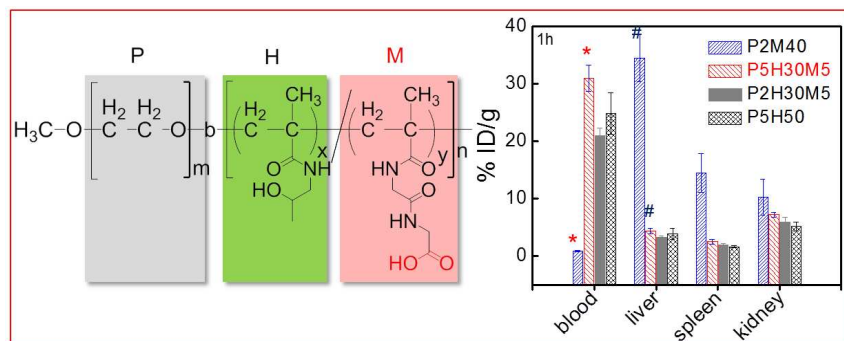 P H M
H₃C-O
H₂
C
H₂
C
O
m
b
H₂
C
CH₃
C
x
O
NH
HO
H₂
C
CH₃
C
y
n
O
NH
O
HN
HO
O
1h
% ID/g
40
30
20
10
0
*
*
#
#
P2M40
P5H30M5
P2H30M5
P5H50
blood
liver
spleen
kidney